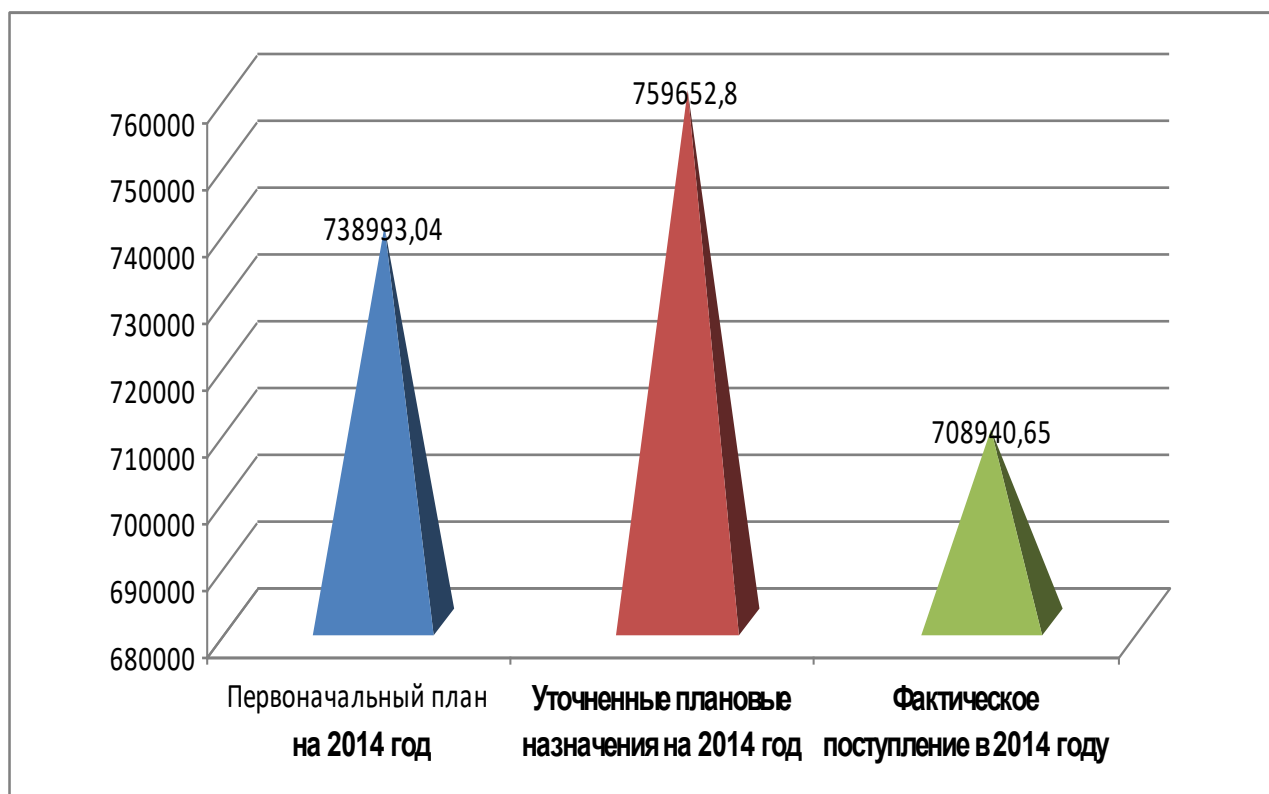 759652,8
760000
750000
738993,04
740000
730000
720000
708940,65
710000
700000
690000
680000
Первоначальный план
на 2014 год
Уточненные плановые
назначения на 2014 год
Фактическое
поступление в 2014 году